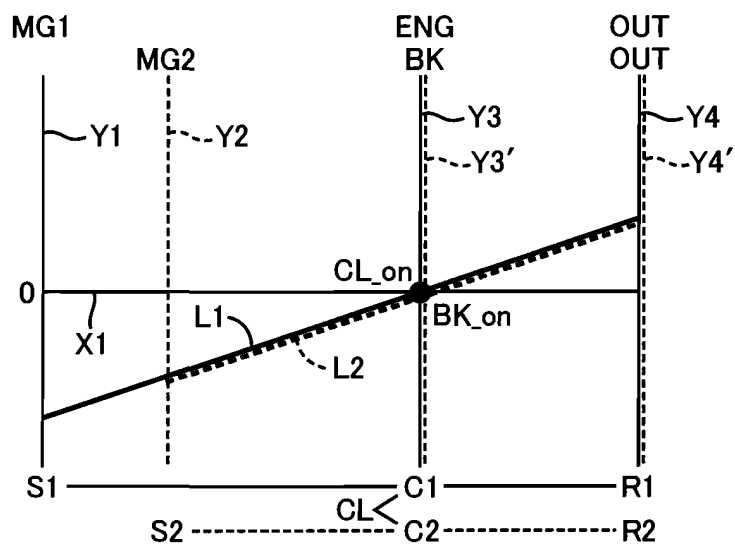 MG1 ENG OUT
MG2 BK OUT
Y1 Y2 Y3 Y4
Y3′ Y4′
CL_on
0
BK_on
X1 L1
L2
S1 C1 R1
CL
S2 C2 R2